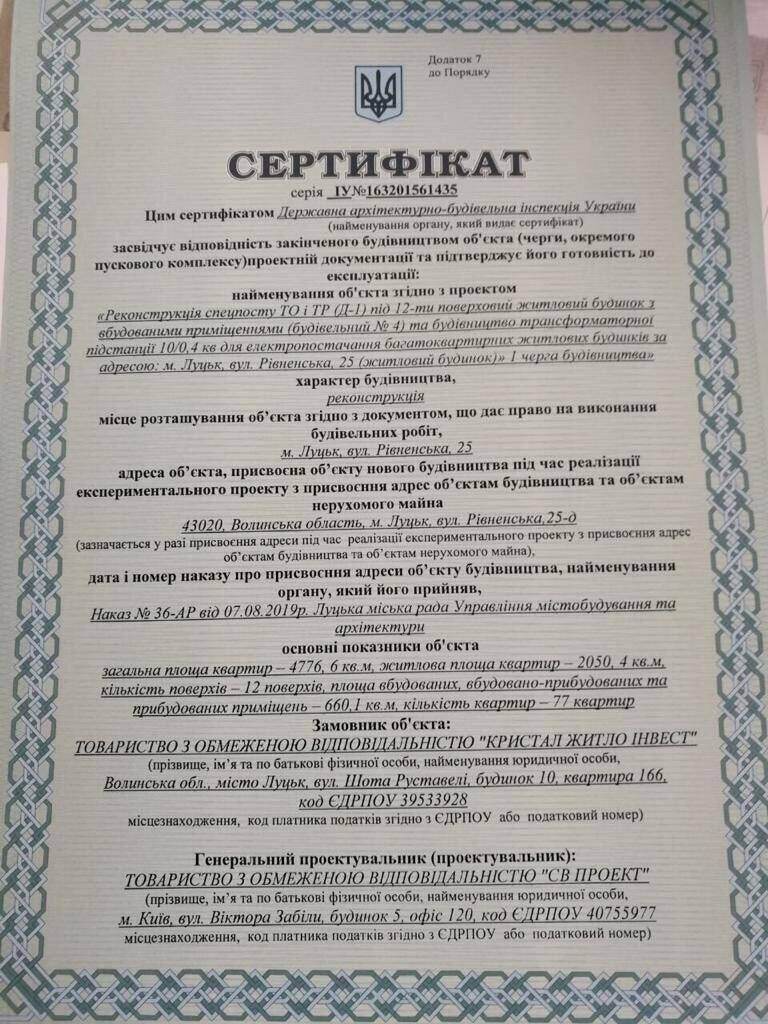 Додаток 7
до Порядку
СЕРТИФІКАТ
серія ІУ№163201561435
Цим сертифікатом Державна архітектурно-будівельна інспекція України
(найменування органу, який видає сертифікат)
засвідчує відповідність закінченого будівництвом об'єкта (черги, окремого
пускового комплексу)проектній документації та підтверджує його готовність до
експлуатації:
найменування об'єкта згідно з проектом
«Реконструкція спецпосту ТО і ТР (Д-1) під 12-ти поверховий житловий будинок з
вбудованими приміщеннями (будівельний № 4) та будівництво трансформаторної
підстанції 10/0,4 кв для електропостачання багатоквартирних житлових будинків за
адресою: м. Луцьк, вул. Рівненська, 25 (житловий будинок)» 1 черга будівництва»
характер будівництва,
реконструкція
місце розташування об’єкта згідно з документом, що дає право на виконання
будівельних робіт,
м. Луцьк, вул. Рівненська, 25
адреса об’єкта, присвоєна об’єкту нового будівництва під час реалізації
експериментального проекту з присвоєння адрес об’єктам будівництва та об’єктам
нерухомого майна
43020, Волинська область, м. Луцьк, вул. Рівненська,25-д
(зазначається у разі присвоєння адреси під час реалізації експериментального проекту з присвоєння адрес
об’єктам будівництва та об’єктам нерухомого майна),
дата і номер наказу про присвоєння адреси об’єкту будівництва, найменування
органу, який його прийняв,
Наказ № 36-АР від 07.08.2019р. Луцька міська рада Управління містобудування та
архітектури
основні показники об'єкта
загальна площа квартир – 4776, 6 кв.м, житлова площа квартир – 2050, 4 кв.м,
кількість поверхів – 12 поверхів, площа вбудованих, вбудовано-прибудованих та
прибудованих приміщень – 660,1 кв.м, кількість квартир – 77 квартир
Замовник об'єкта:
ТОВАРИСТВО З ОБМЕЖЕНОЮ ВІДПОВІДАЛЬНІСТЮ "КРИСТАЛ ЖИТЛО ІНВЕСТ"
(прізвище, ім’я та по батькові фізичної особи, найменування юридичної особи,
Волинська обл., місто Луцьк, вул. Шота Руставелі, будинок 10, квартира 166,
код ЄДРПОУ 39533928
місцезнаходження, код платника податків згідно з ЄДРПОУ або податковий номер)
Генеральний проектувальник (проектувальник):
ТОВАРИСТВО З ОБМЕЖЕНОЮ ВІДПОВІДАЛЬНІСТЮ "СВ ПРОЕКТ"
(прізвище, ім’я та по батькові фізичної особи, найменування юридичної особи,
м. Київ, вул. Віктора Забіли, будинок 5, офіс 120, код ЄДРПОУ 40755977
місцезнаходження, код платника податків згідно з ЄДРПОУ або податковий номер)